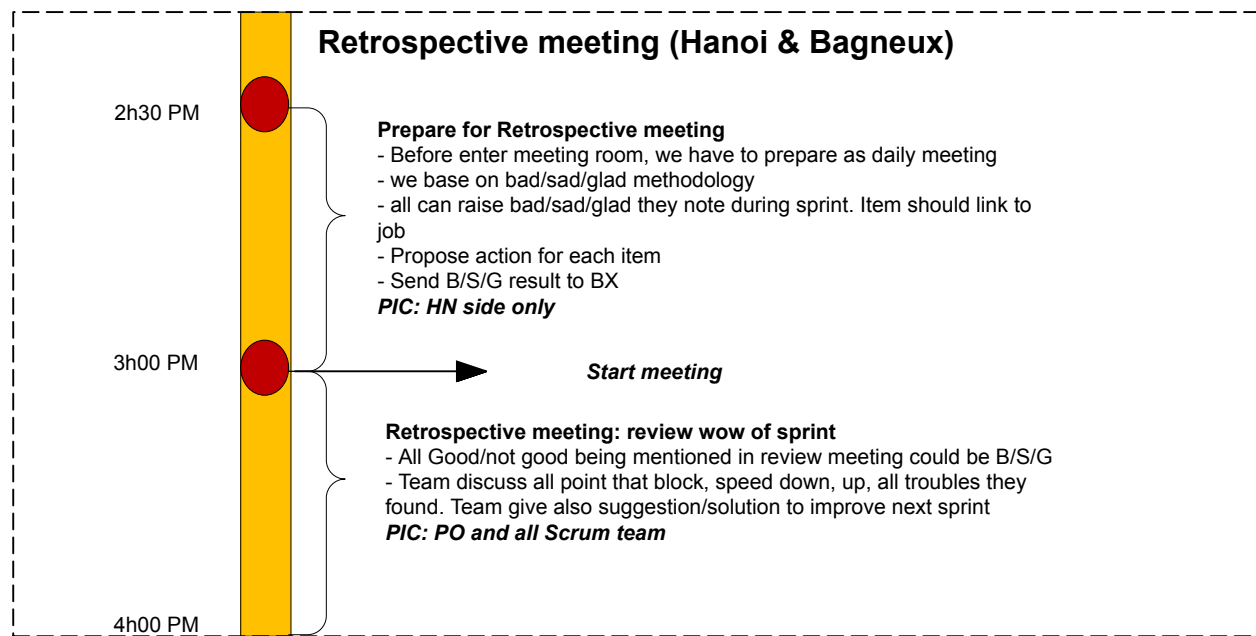 Retrospective meeting (Hanoi & Bagneux)
2h30 PM
Prepare for Retrospective meeting
- Before enter meeting room, we have to prepare as daily meeting
- we base on bad/sad/glad methodology
- all can raise bad/sad/glad they note during sprint. Item should link to
job
- Propose action for each item
- Send B/S/G result to BX
PIC: HN side only
3h00 PM
Start meeting
Retrospective meeting: review wow of sprint
- All Good/not good being mentioned in review meeting could be B/S/G
- Team discuss all point that block, speed down, up, all troubles they
found. Team give also suggestion/solution to improve next sprint
PIC: PO and all Scrum team
4h00 PM